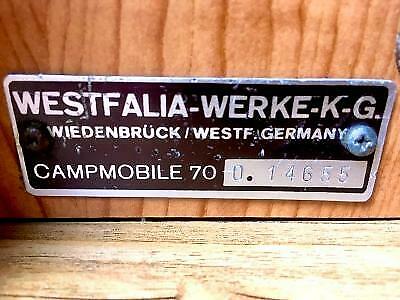 WESTFALIA-WERKE-K-G.
WIEDENBRÜCK/WESTF. GERMANY
CAMPMOBILE 70 0. 14655